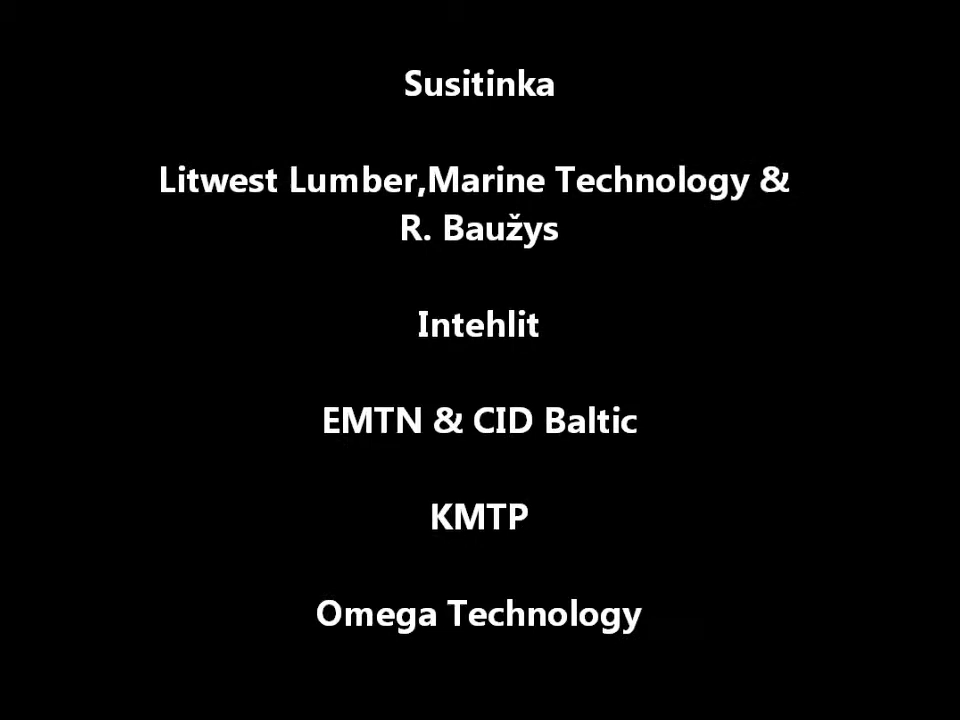 Susitinka
Litwest Lumber,Marine Technology &
R. Baužys
Intehlit
EMTN & CID Baltic
KMTP
Omega Technology